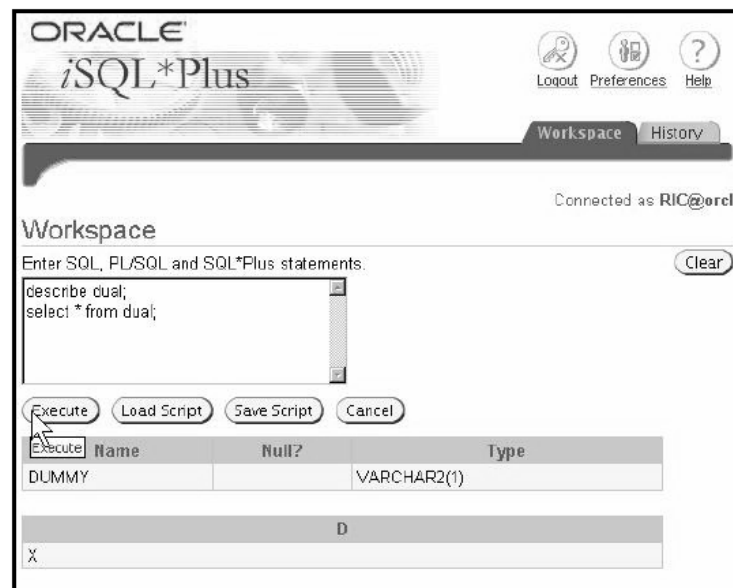 ORACLE
iSQL*Plus
Logout Preferences Help
Workspace History
Connected as RIC@orcl
Workspace
Enter SQL, PL/SQL and SQL*Plus statements.
Clear
describe dual;
select * from dual;
Execute Load Script Save Script Cancel
Execute
Name Null? Type
DUMMY VARCHAR2(1)
D
X